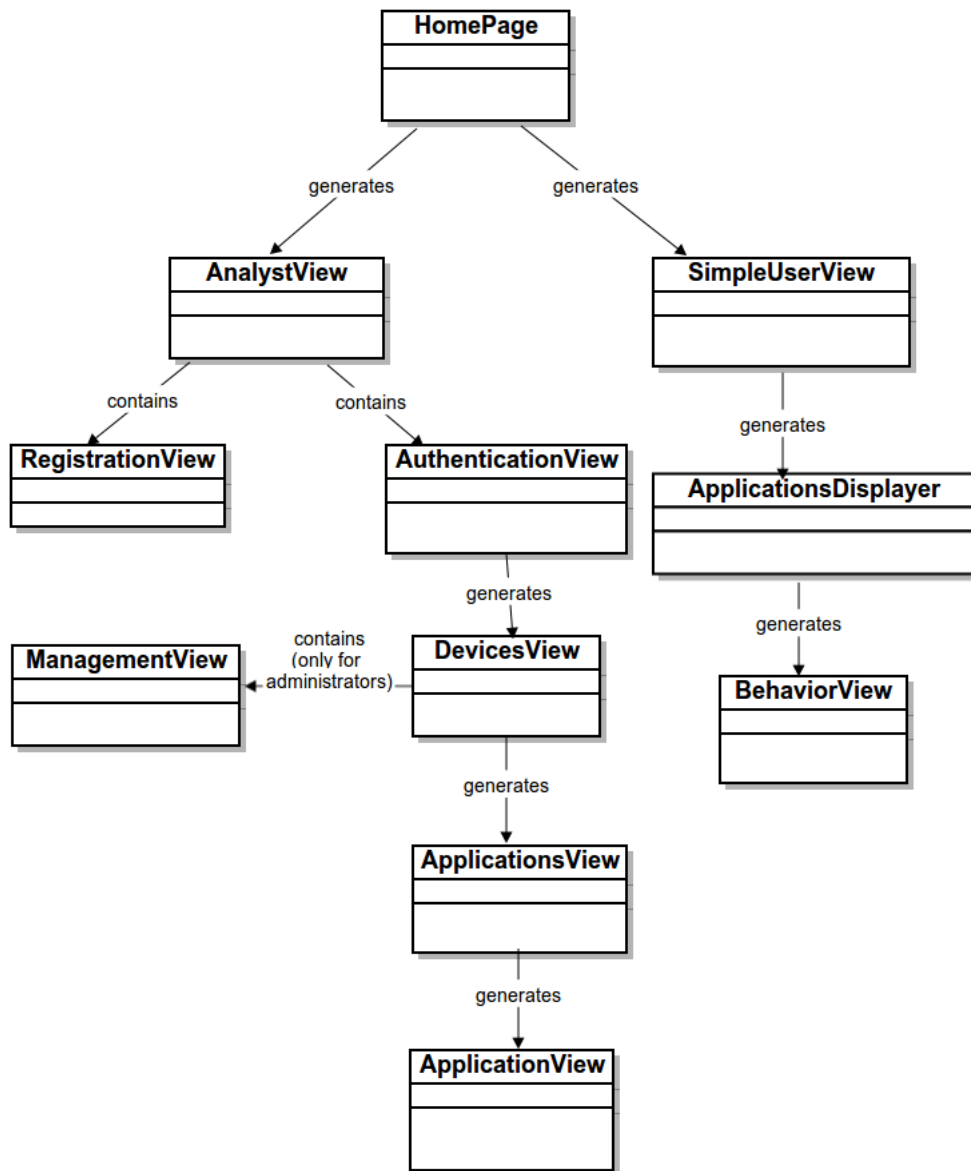 HomePage
generates
generates
AnalystView
SimpleUserView
contains
contains
generates
RegistrationView
AuthenticationView
ApplicationsDisplayer
generates
generates
contains
(only for
administrators)
ManagementView
DevicesView
BehaviorView
generates
ApplicationsView
generates
ApplicationView